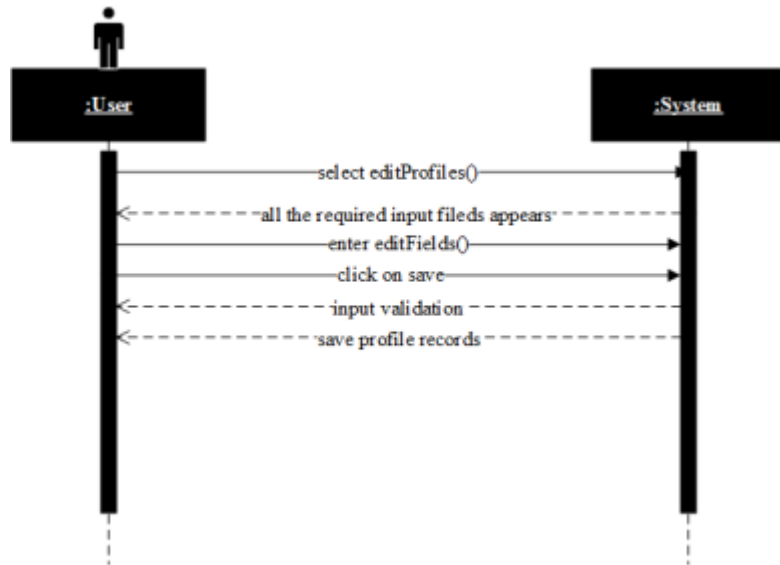 :User
:System
select editProfiles()
all the required input fileds appears
enter editFields()
click on save
input validation
save profile records